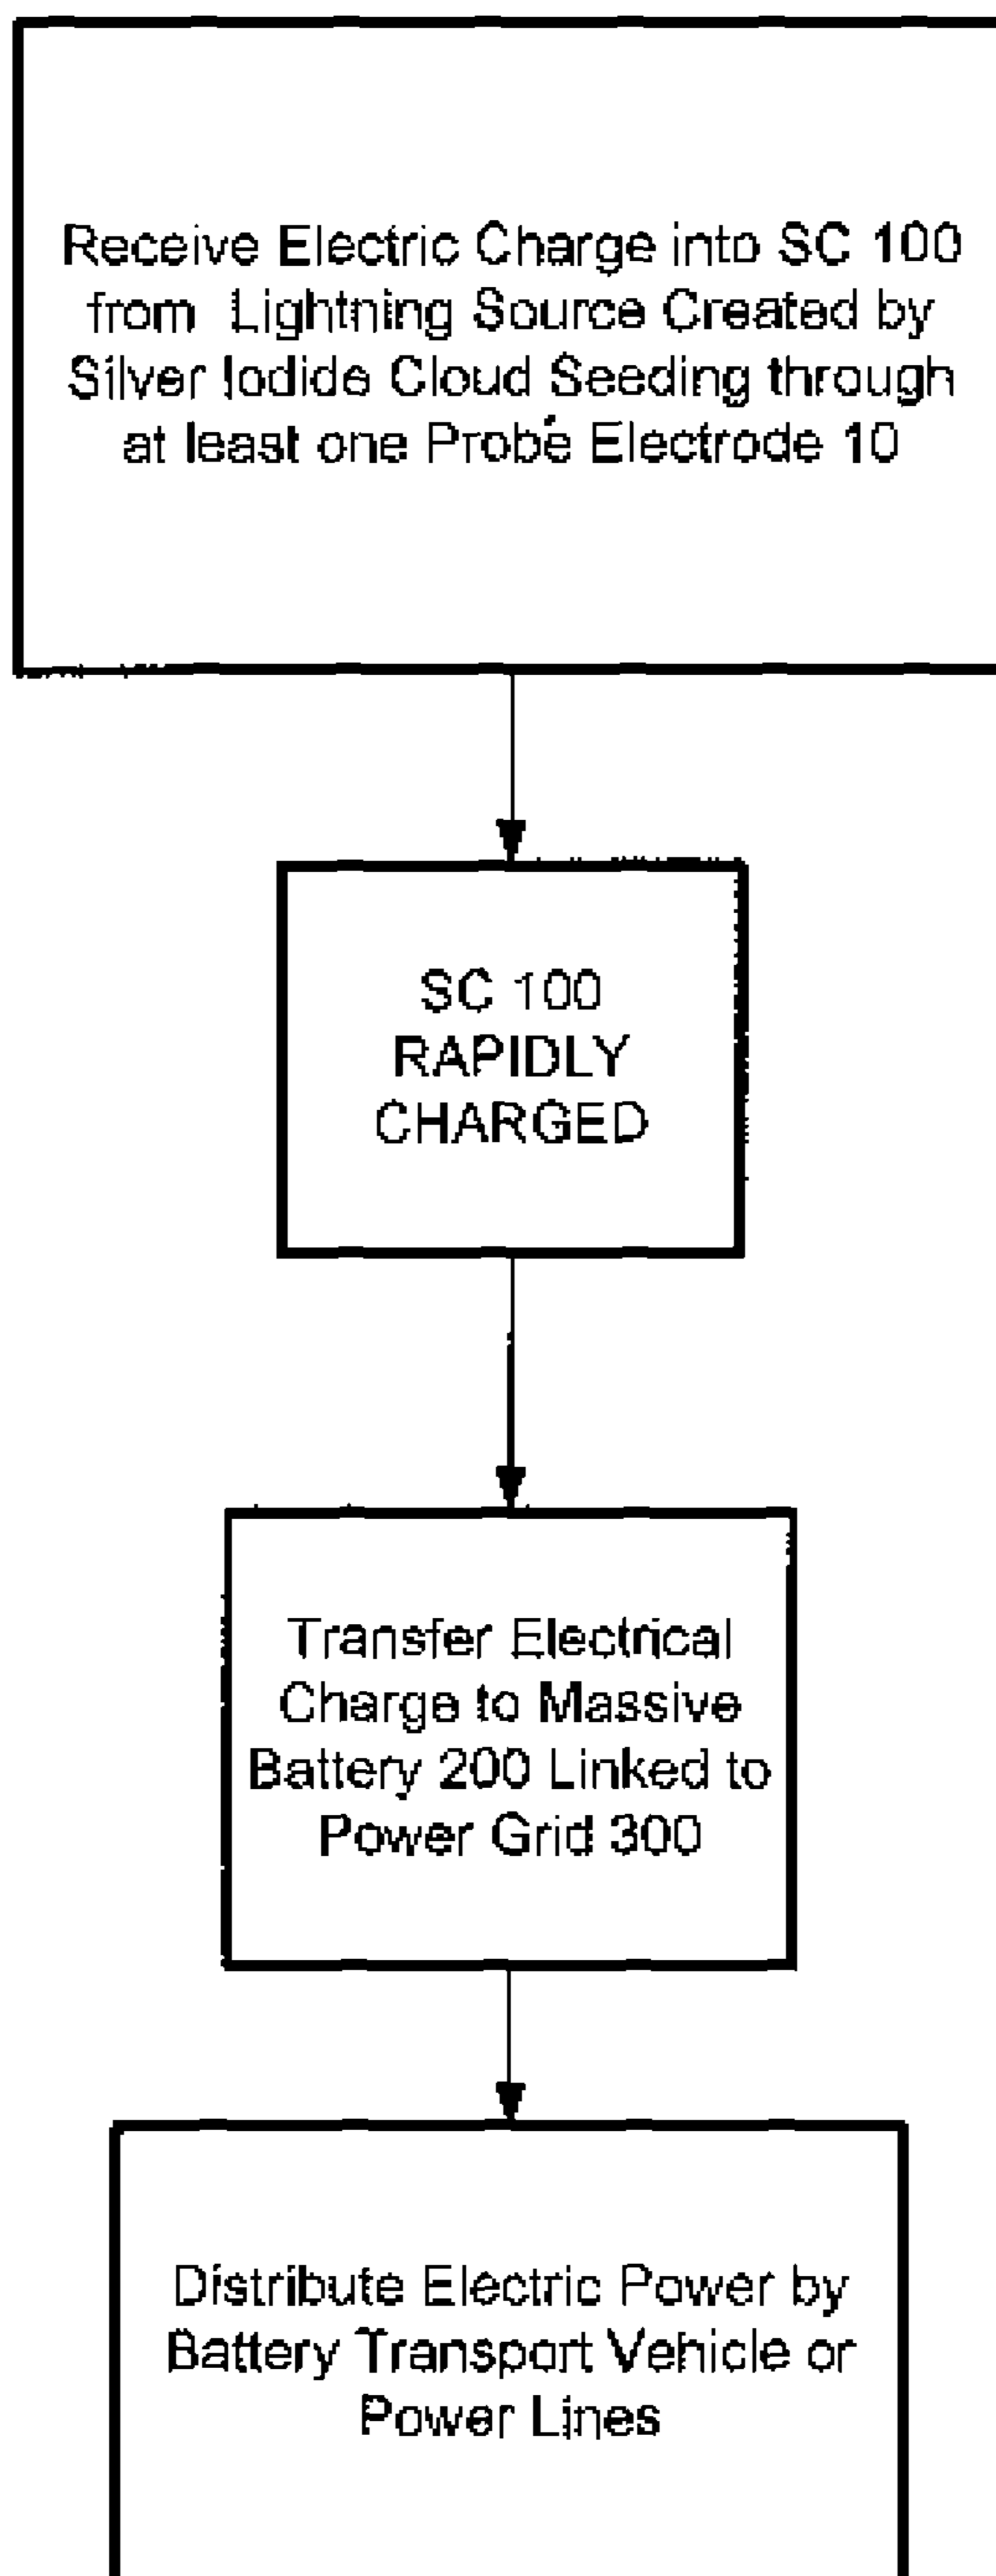 Receive Electric Charge into SC 100
from Lightning Source Created by
Silver Iodide Cloud Seeding through
at least one Probe Electrode 10
SC 100
RAPIDLY
CHARGED
Transfer Electrical
Charge to Massive
Battery 200 Linked to
Power Grid 300
Distribute Electric Power by
Battery Transport Vehicle or
Power Lines